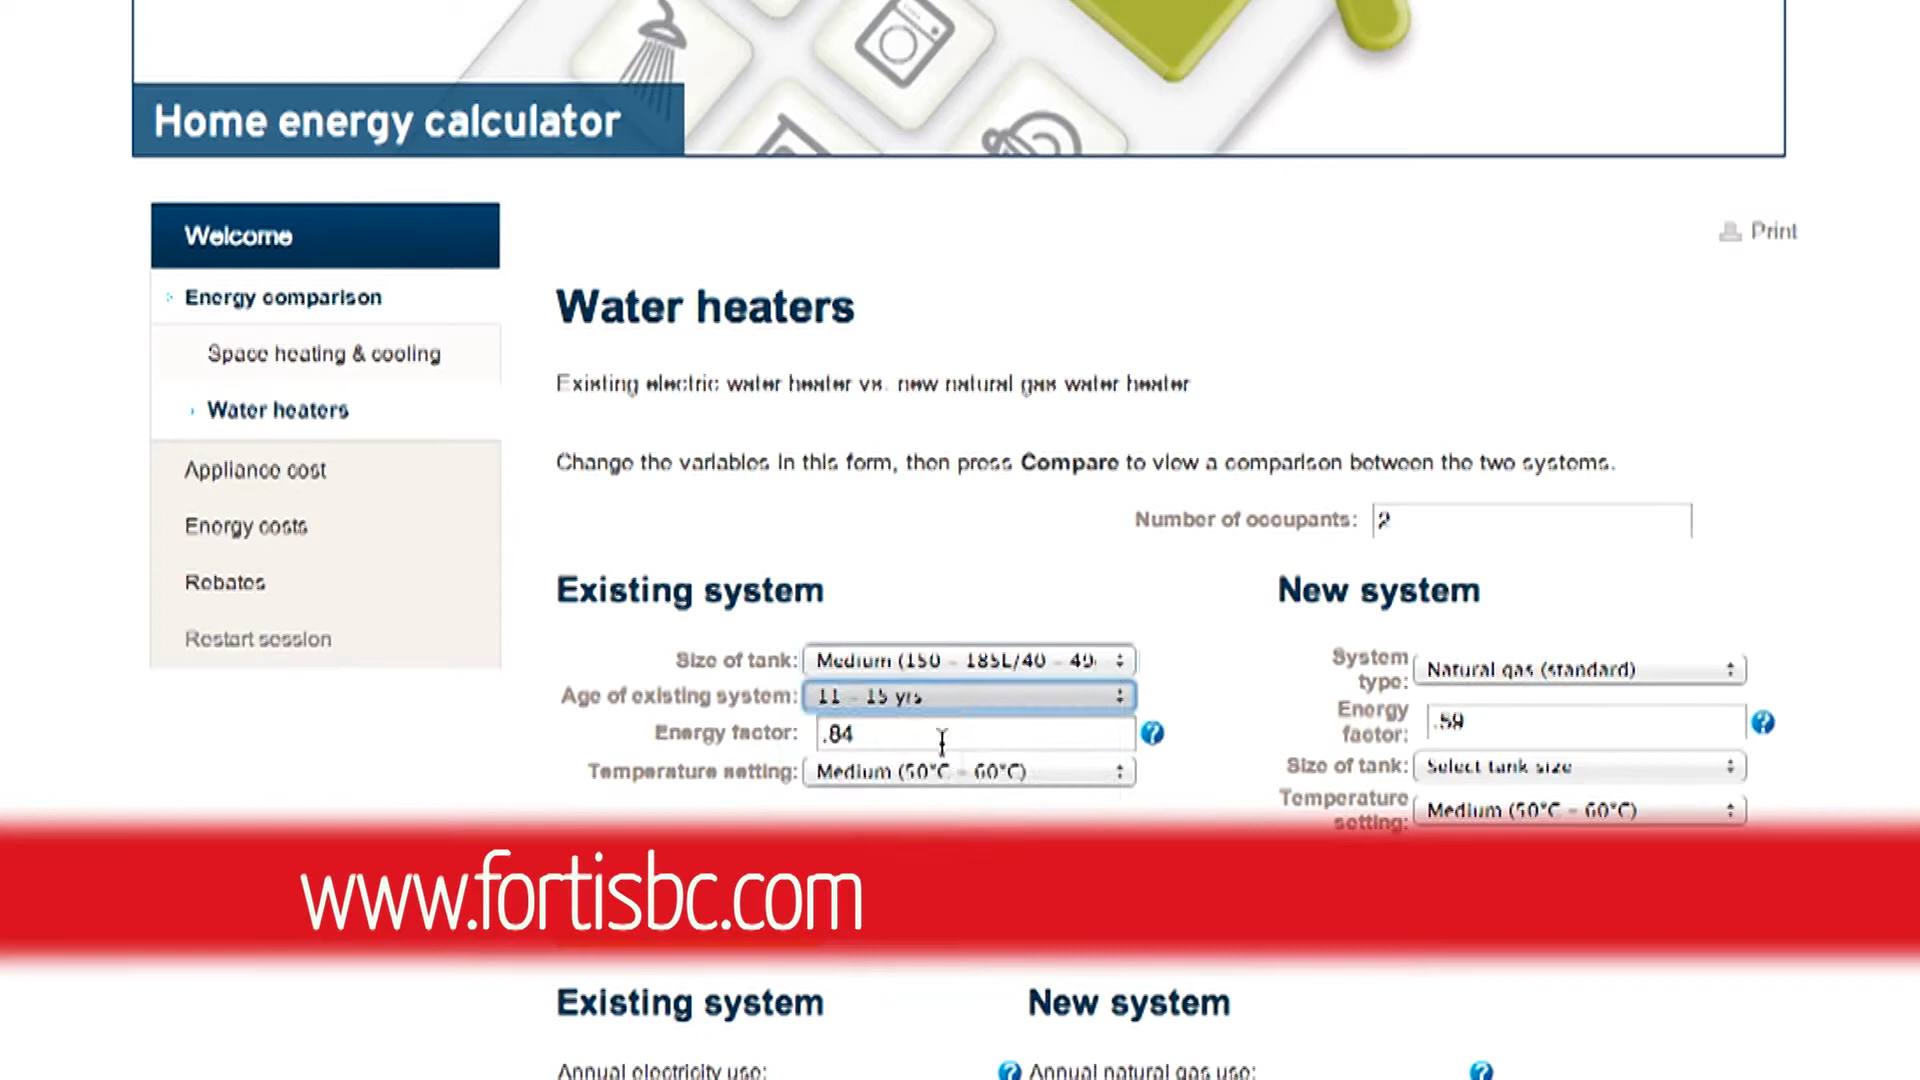 Home energy calculator
Welcome
Print
Energy comparison
Space heating & cooling
Water heaters
Appliance cost
Energy costs
Rebates
Restart session
Water heaters
Existing electric water heater vs. new natural gas water heater
Change the variables in this form, then press Compare to view a comparison between the two systems.
Number of occupants: 2
Existing system
Size of tank: Medium (150 - 185L/40 - 49
Age of existing system: 11 - 15 yrs
Energy factor: .84
Temperature setting: Medium (50°C - 60°C)
New system
System type: Natural gas (standard)
Energy factor: .59
Size of tank: Select tank size
Temperature setting: Medium (50°C - 60°C)
www.fortisbc.com
Existing system
New system
Annual electricity use:
Annual natural gas use: